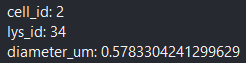 cell_id: 2
lys_id: 34
diameter_um: 0.5783304241299629